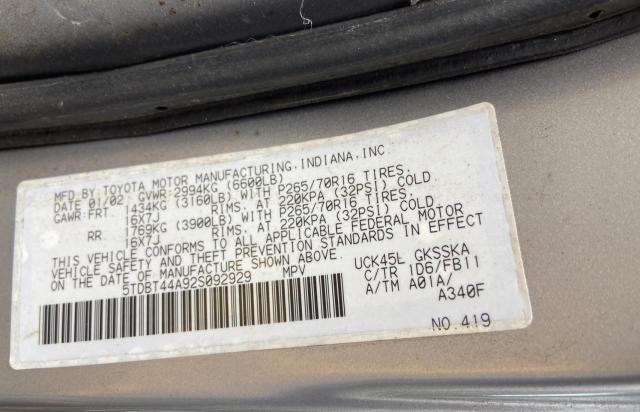 MFD.BY:TOYOTA MOTOR MANUFACTURING,INDIANA,INC
DATE 01/02 GVWR:2994KG (6600LB)
GAWR:FRT 1434KG (3160LB) WITH P265/70R16 TIRES,
16X7J RIMS, AT 220KPA (32PSI) COLD
RR 1769KG (3900LB) WITH P265/70R16 TIRES,
16X7J RIMS, AT 220KPA (32PSI) COLD
THIS VEHICLE CONFORMS TO ALL APPLICABLE FEDERAL MOTOR
VEHICLE SAFETY AND THEFT PREVENTION STANDARDS IN EFFECT
ON THE DATE OF MANUFACTURE SHOWN ABOVE.
5TDBT44A92S092929 MPV
UCK45L GKSSKA
C/TR 1D6/FB11
A/TM A01A/
A340F
NO.419